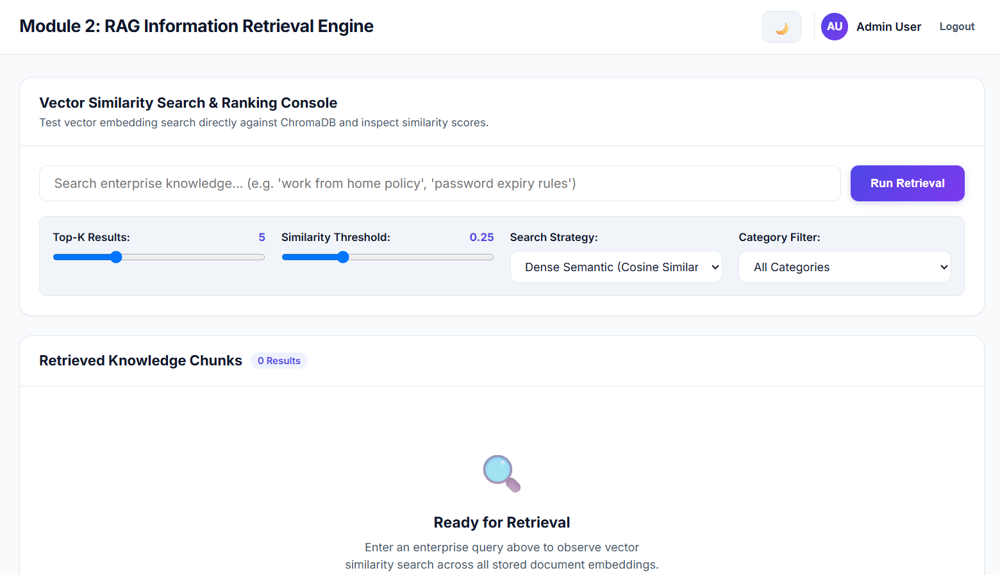 Module 2: RAG Information Retrieval Engine
AU
Admin User
Logout
Vector Similarity Search & Ranking Console
Test vector embedding search directly against ChromaDB and inspect similarity scores.
Search enterprise knowledge... (e.g. 'work from home policy', 'password expiry rules')
Run Retrieval
Top-K Results: 5
Similarity Threshold: 0.25
Search Strategy:
Dense Semantic (Cosine Similar
Category Filter:
All Categories
Retrieved Knowledge Chunks
0 Results
Ready for Retrieval
Enter an enterprise query above to observe vector
similarity search across all stored document embeddings.